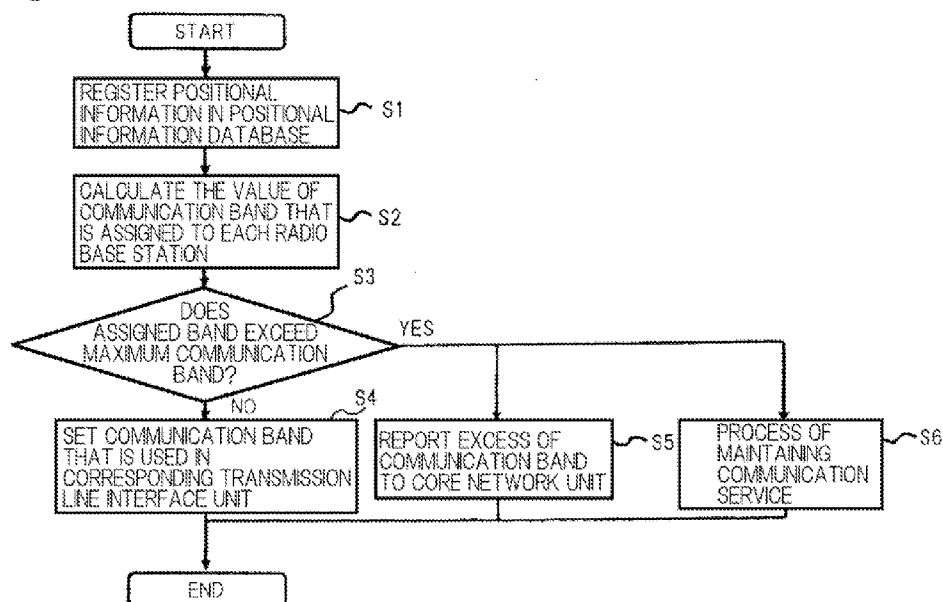 START
REGISTER POSITIONAL
INFORMATION IN POSITIONAL
INFORMATION DATABASE
S1
CALCULATE THE VALUE OF
COMMUNICATION BAND THAT
IS ASSIGNED TO EACH RADIO
BASE STATION
S2
S3
DOES
ASSIGNED BAND EXCEED
MAXIMUM COMMUNICATION
BAND?
YES
NO
S4
SET COMMUNICATION BAND
THAT IS USED IN
CORRESPONDING TRANSMISSION
LINE INTERFACE UNIT
REPORT EXCESS OF
COMMUNICATION BAND
TO CORE NETWORK UNIT
S5
PROCESS OF
MAINTAINING
COMMUNICATION
SERVICE
S6
END